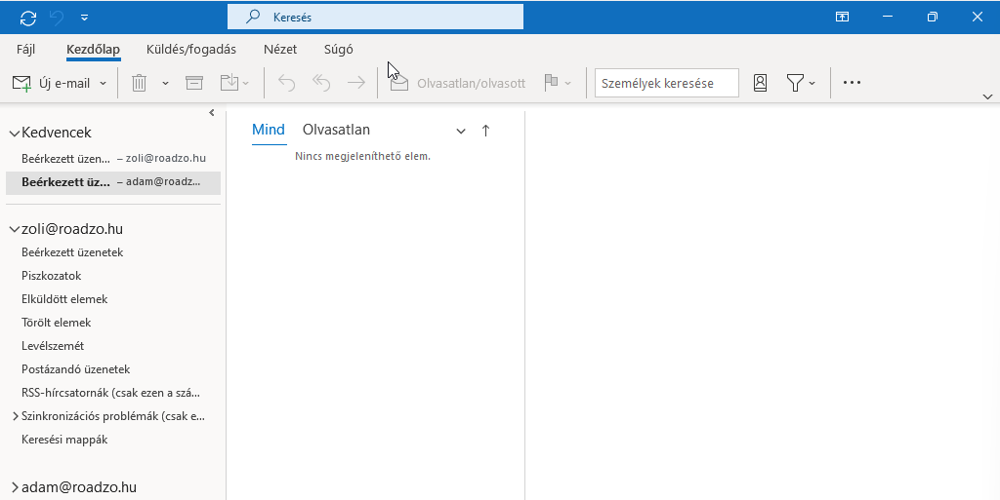 Keresés
Fájl Kezdőlap Küldés/fogadás Nézet Súgó
Új e-mail Olvasatlan/olvasott Személyek keresése
Kedvencek
Beérkezett üzen... – zoli@roadzo.hu
Beérkezett üz... – adam@roadz...
zoli@roadzo.hu
Beérkezett üzenetek
Piszkozatok
Elküldött elemek
Törölt elemek
Levélszemét
Postázandó üzenetek
RSS-hírcsatornák (csak ezen a szá...
Szinkronizációs problémák (csak e...
Keresési mappák
adam@roadzo.hu
Mind Olvasatlan
Nincs megjeleníthető elem.